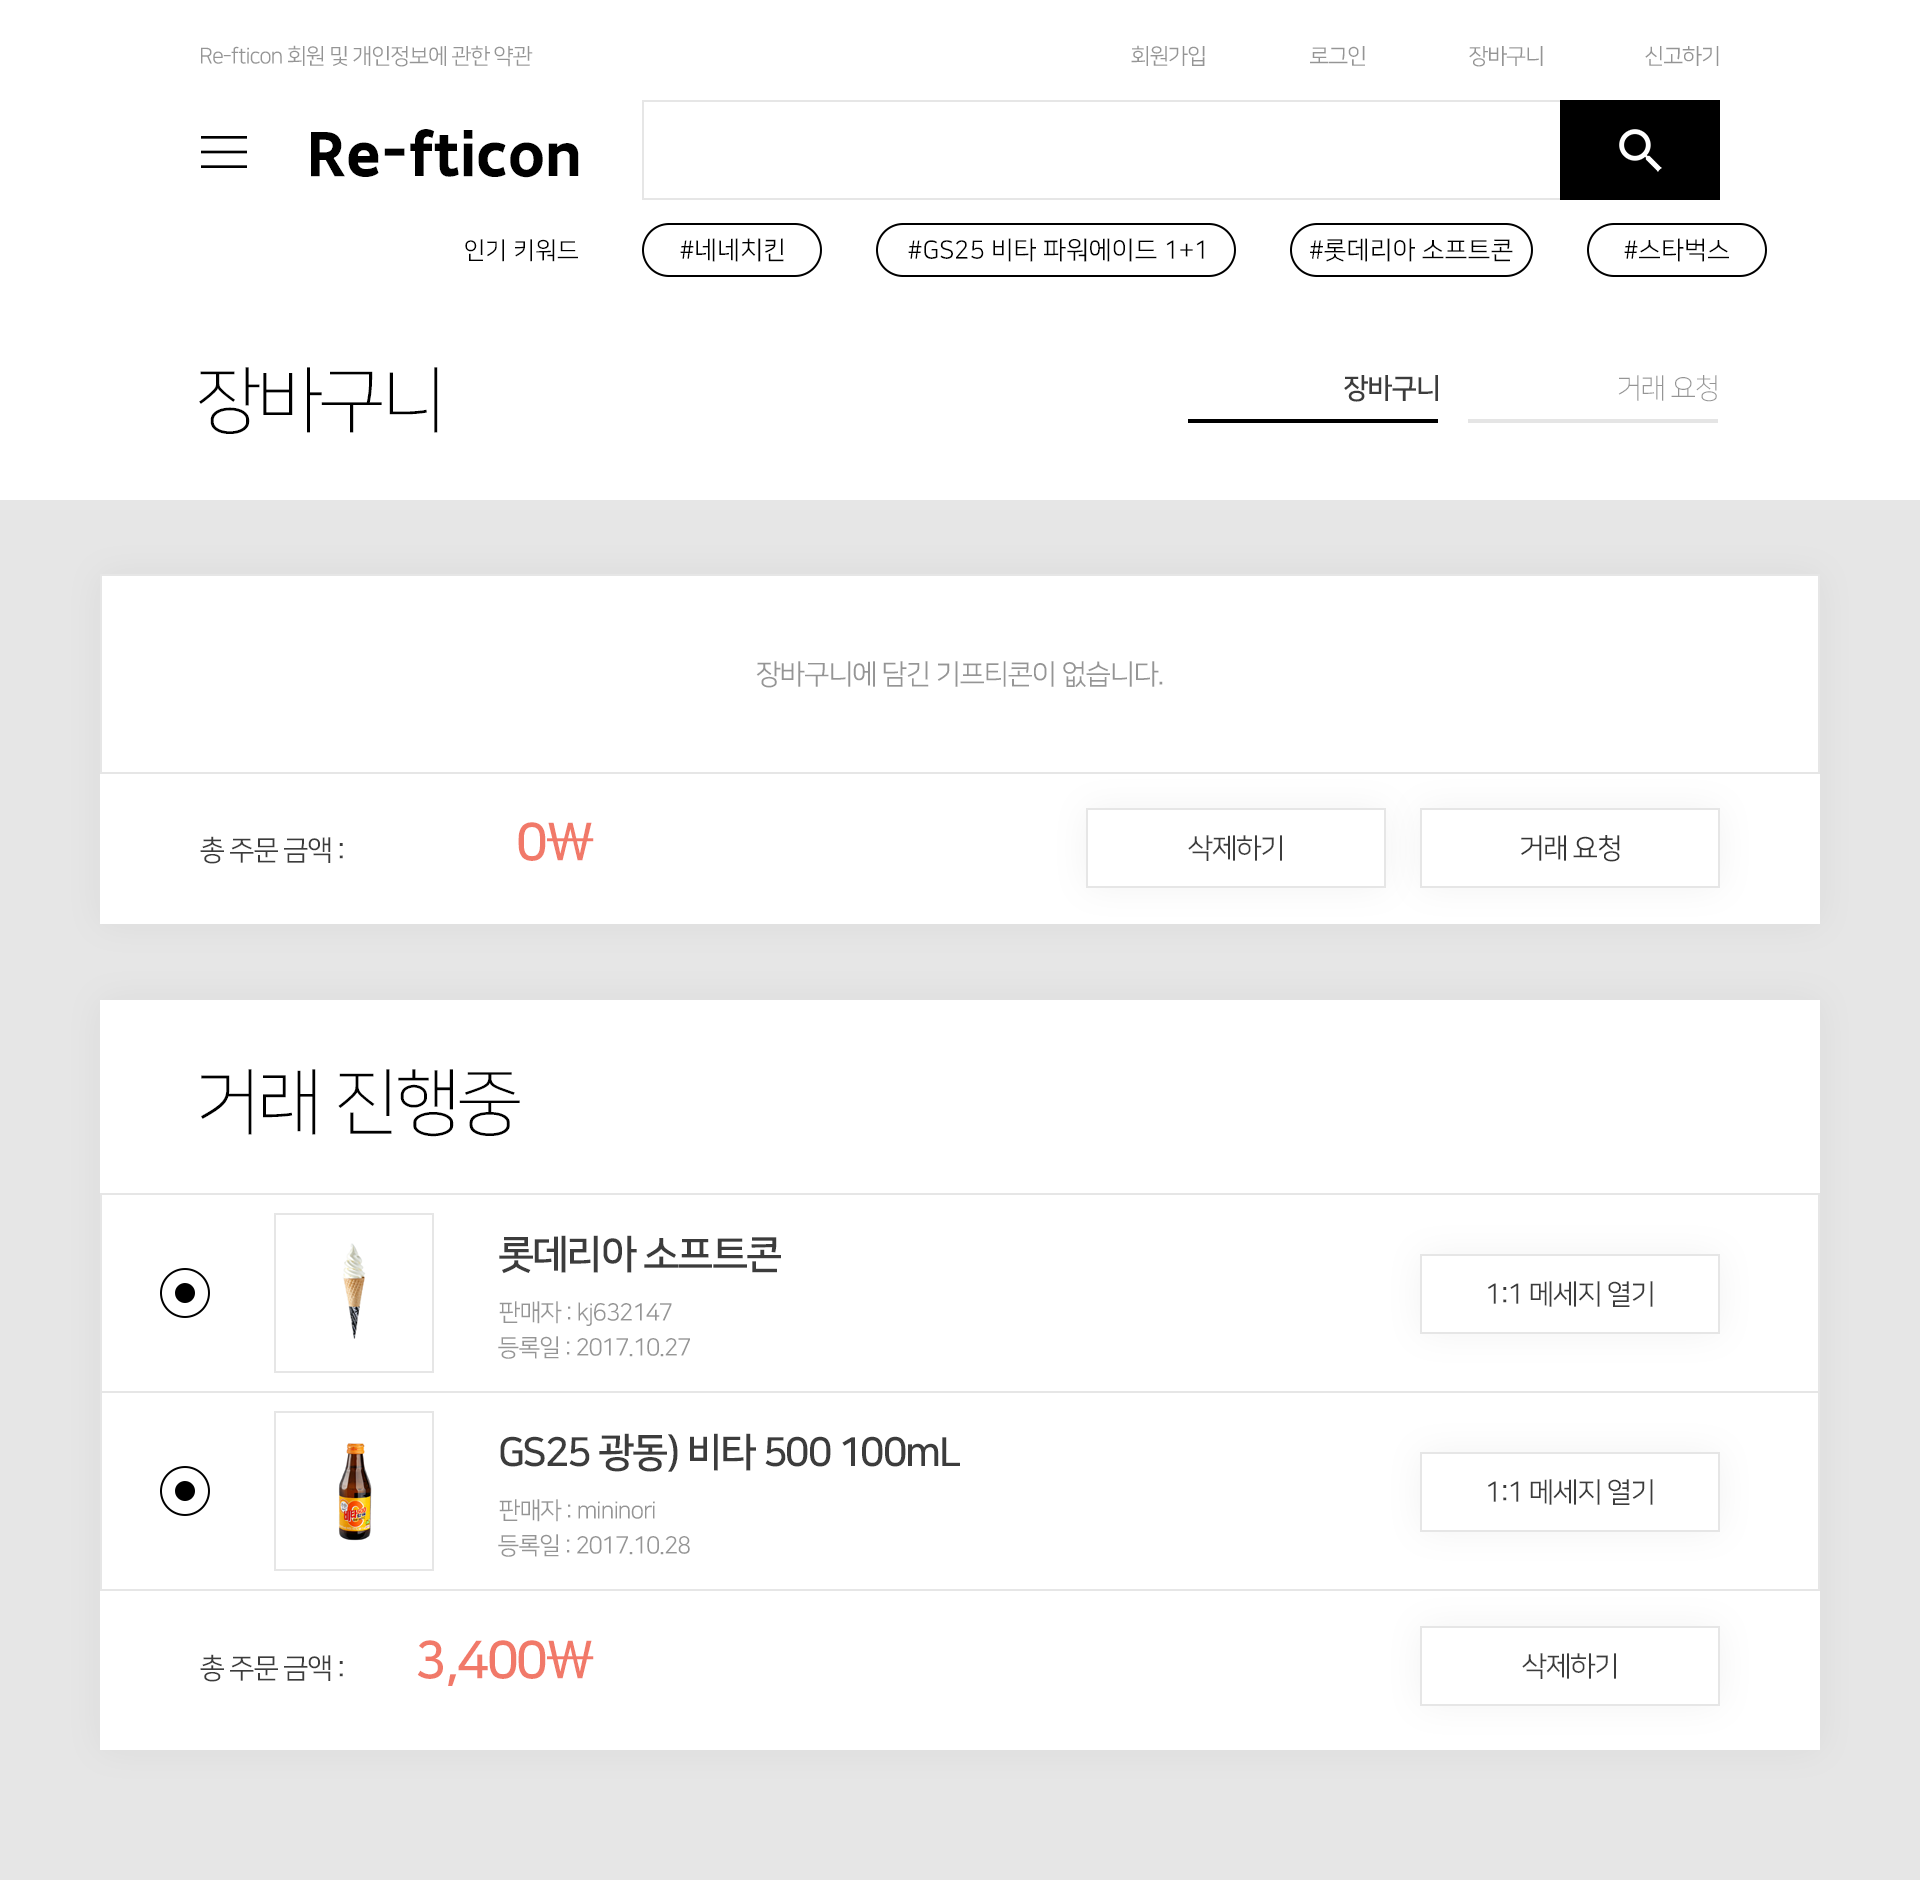 Re-fticon 회원 및 개인정보에 관한 약관
회원가입 로그인 장바구니 신고하기
Re-fticon
인기 키워드 #네네치킨 #GS25 비타 파워에이드 1+1 #롯데리아 소프트콘 #스타벅스
장바구니
장바구니 거래 요청
장바구니에 담긴 기프티콘이 없습니다.
총 주문 금액 : 0₩ 삭제하기 거래 요청
거래 진행중
롯데리아 소프트콘
판매자 : kj632147
등록일 : 2017.10.27
1:1 메세지 열기
비타
GS25 광동) 비타 500 100mL
판매자 : mininori
등록일 : 2017.10.28
1:1 메세지 열기
총 주문 금액 : 3,400₩ 삭제하기